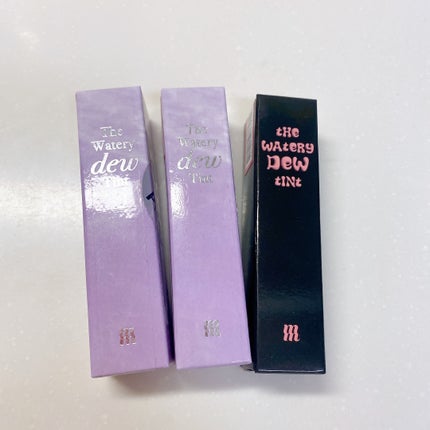 The
Watery
dew
Tint
The
Watery
dew
Tint
tHe
WaTeRY
DeW
tiNt